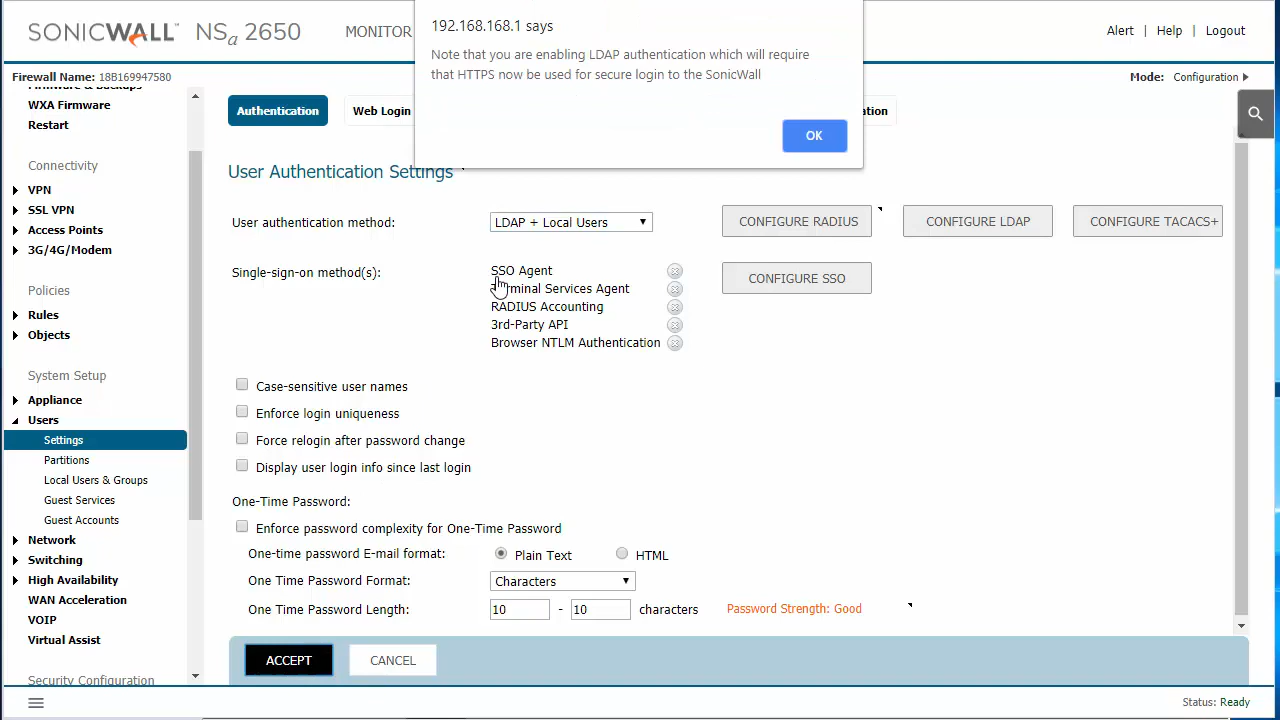 192.168.168.1 says
Note that you are enabling LDAP authentication which will require
that HTTPS now be used for secure login to the SonicWall
OK
SONICWALL NSa 2650
MONITOR
Alert | Help | Logout
Firewall Name: 18B169947580
Mode: Configuration
Firmware & Backups
WXA Firmware
Restart
Connectivity
VPN
SSL VPN
Access Points
3G/4G/Modem
Policies
Rules
Objects
System Setup
Appliance
Users
Settings
Partitions
Local Users & Groups
Guest Services
Guest Accounts
Network
Switching
High Availability
WAN Acceleration
VOIP
Virtual Assist
Security Configuration
Authentication
Web Login
User Authentication Settings
User authentication method: LDAP + Local Users CONFIGURE RADIUS CONFIGURE LDAP CONFIGURE TACACS+
Single-sign-on method(s): SSO Agent CONFIGURE SSO
minal Services Agent
RADIUS Accounting
3rd-Party API
Browser NTLM Authentication
Case-sensitive user names
Enforce login uniqueness
Force relogin after password change
Display user login info since last login
One-Time Password:
Enforce password complexity for One-Time Password
One-time password E-mail format: Plain Text HTML
One Time Password Format: Characters
One Time Password Length: 10 - 10 characters Password Strength: Good
ACCEPT CANCEL
Status: Ready